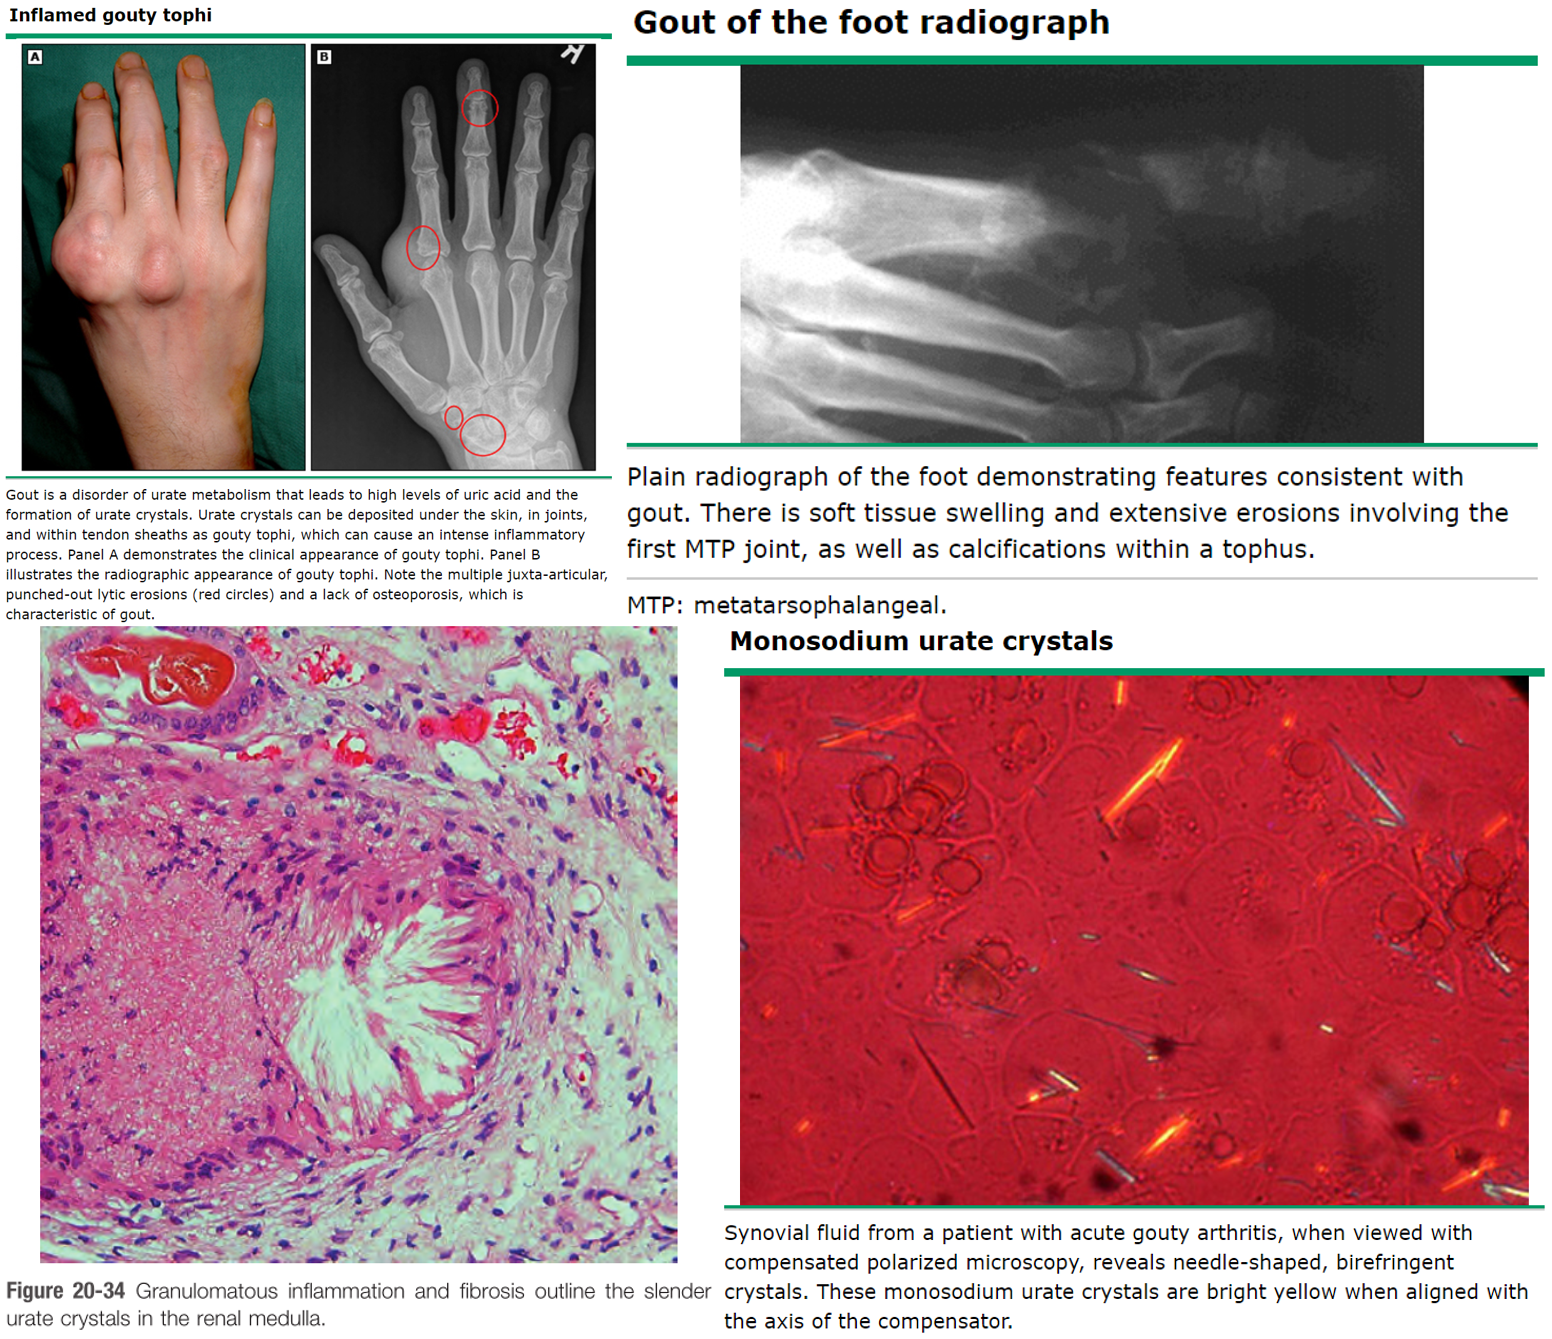 Inflamed gouty tophi
A
B
Gout is a disorder of urate metabolism that leads to high levels of uric acid and the
formation of urate crystals. Urate crystals can be deposited under the skin, in joints,
and within tendon sheaths as gouty tophi, which can cause an intense inflammatory
process. Panel A demonstrates the clinical appearance of gouty tophi. Panel B
illustrates the radiographic appearance of gouty tophi. Note the multiple juxta-articular,
punched-out lytic erosions (red circles) and a lack of osteoporosis, which is
characteristic of gout.
Gout of the foot radiograph
Plain radiograph of the foot demonstrating features consistent with
gout. There is soft tissue swelling and extensive erosions involving the
first MTP joint, as well as calcifications within a tophus.
MTP: metatarsophalangeal.
Figure 20-34 Granulomatous inflammation and fibrosis outline the slender
urate crystals in the renal medulla.
Monosodium urate crystals
Synovial fluid from a patient with acute gouty arthritis, when viewed with
compensated polarized microscopy, reveals needle-shaped, birefringent
crystals. These monosodium urate crystals are bright yellow when aligned with
the axis of the compensator.